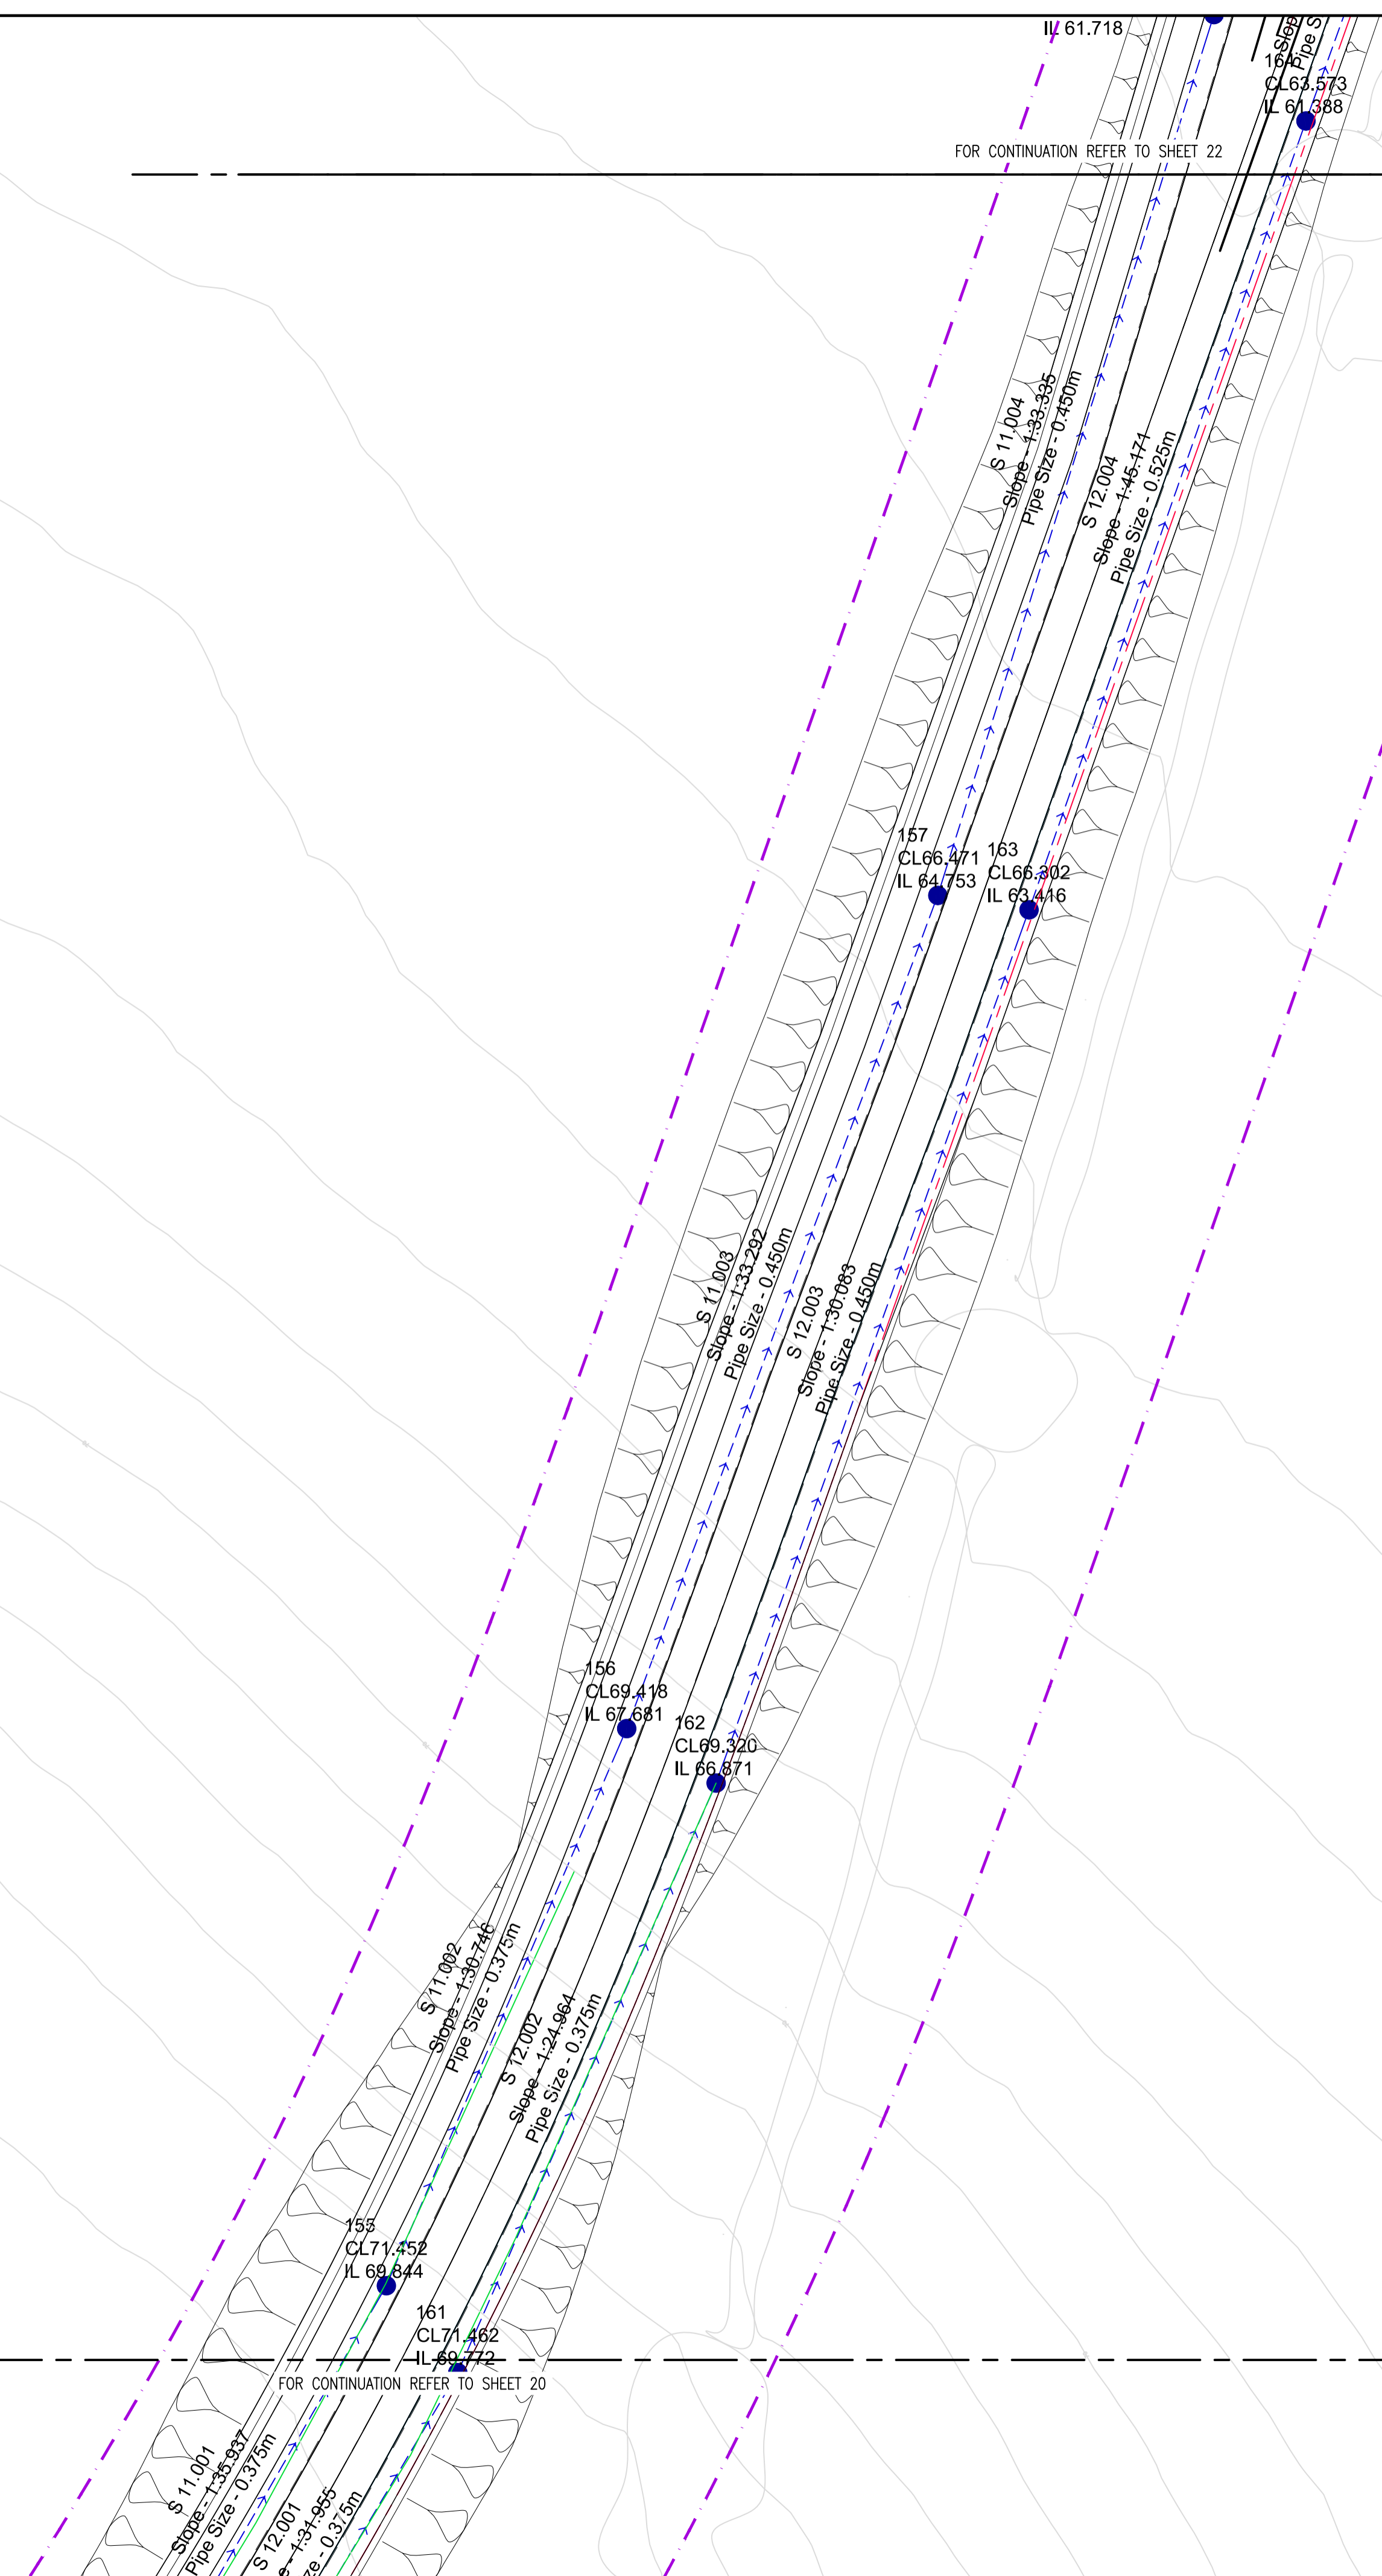 IL 61.718
Slop
Pipe S
164
CL63.573
IL 61.388
FOR CONTINUATION REFER TO SHEET 22
S 11.004
Slope - 1:33.335
Pipe Size - 0.450m
S 12.004
Slope - 1:45.171
Pipe Size - 0.525m
157
CL66.471
IL 64.753
163
CL66.302
IL 63.416
S 11.003
Slope - 1:33.292
Pipe Size - 0.450m
S 12.003
Slope - 1:30.083
Pipe Size - 0.450m
156
CL69.418
IL 67.681
162
CL69.320
IL 66.871
S 11.002
Slope - 1:30.746
Pipe Size - 0.375m
S 12.002
Slope - 1:24.964
Pipe Size - 0.375m
155
CL71.452
IL 69.844
161
CL71.462
IL 69.772
FOR CONTINUATION REFER TO SHEET 20
S 11.001
Slope - 1:35.937
Pipe Size - 0.375m
S 12.001
e - 1:31.955
ze - 0.375m